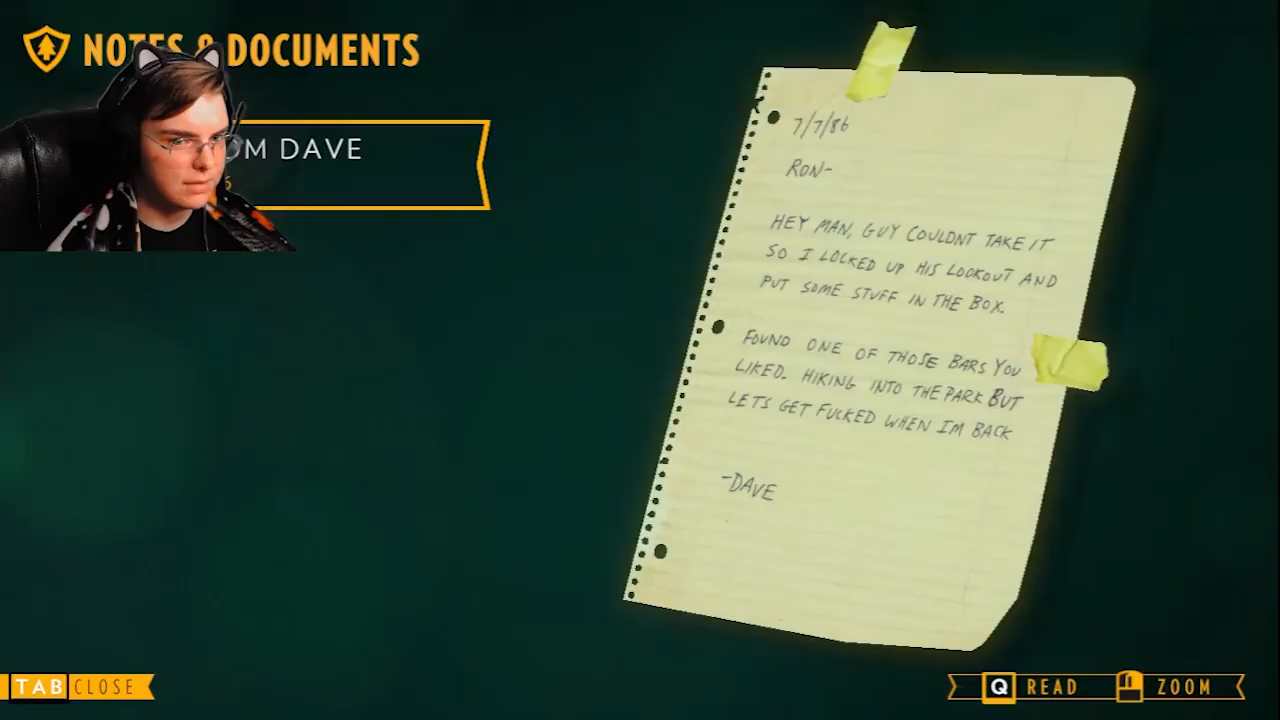 NOTES & DOCUMENTS
DAVE
7/7/86
RON-
HEY MAN, GUY COULDNT TAKE IT
SO I LOCKED UP HIS LOOKOUT AND
PUT SOME STUFF IN THE BOX.
FOUND ONE OF THOSE BARS YOU
LIKED. HIKING INTO THE PARK BUT
LETS GET FUCKED WHEN IM BACK
-DAVE
TAB CLOSE
Q READ ZOOM